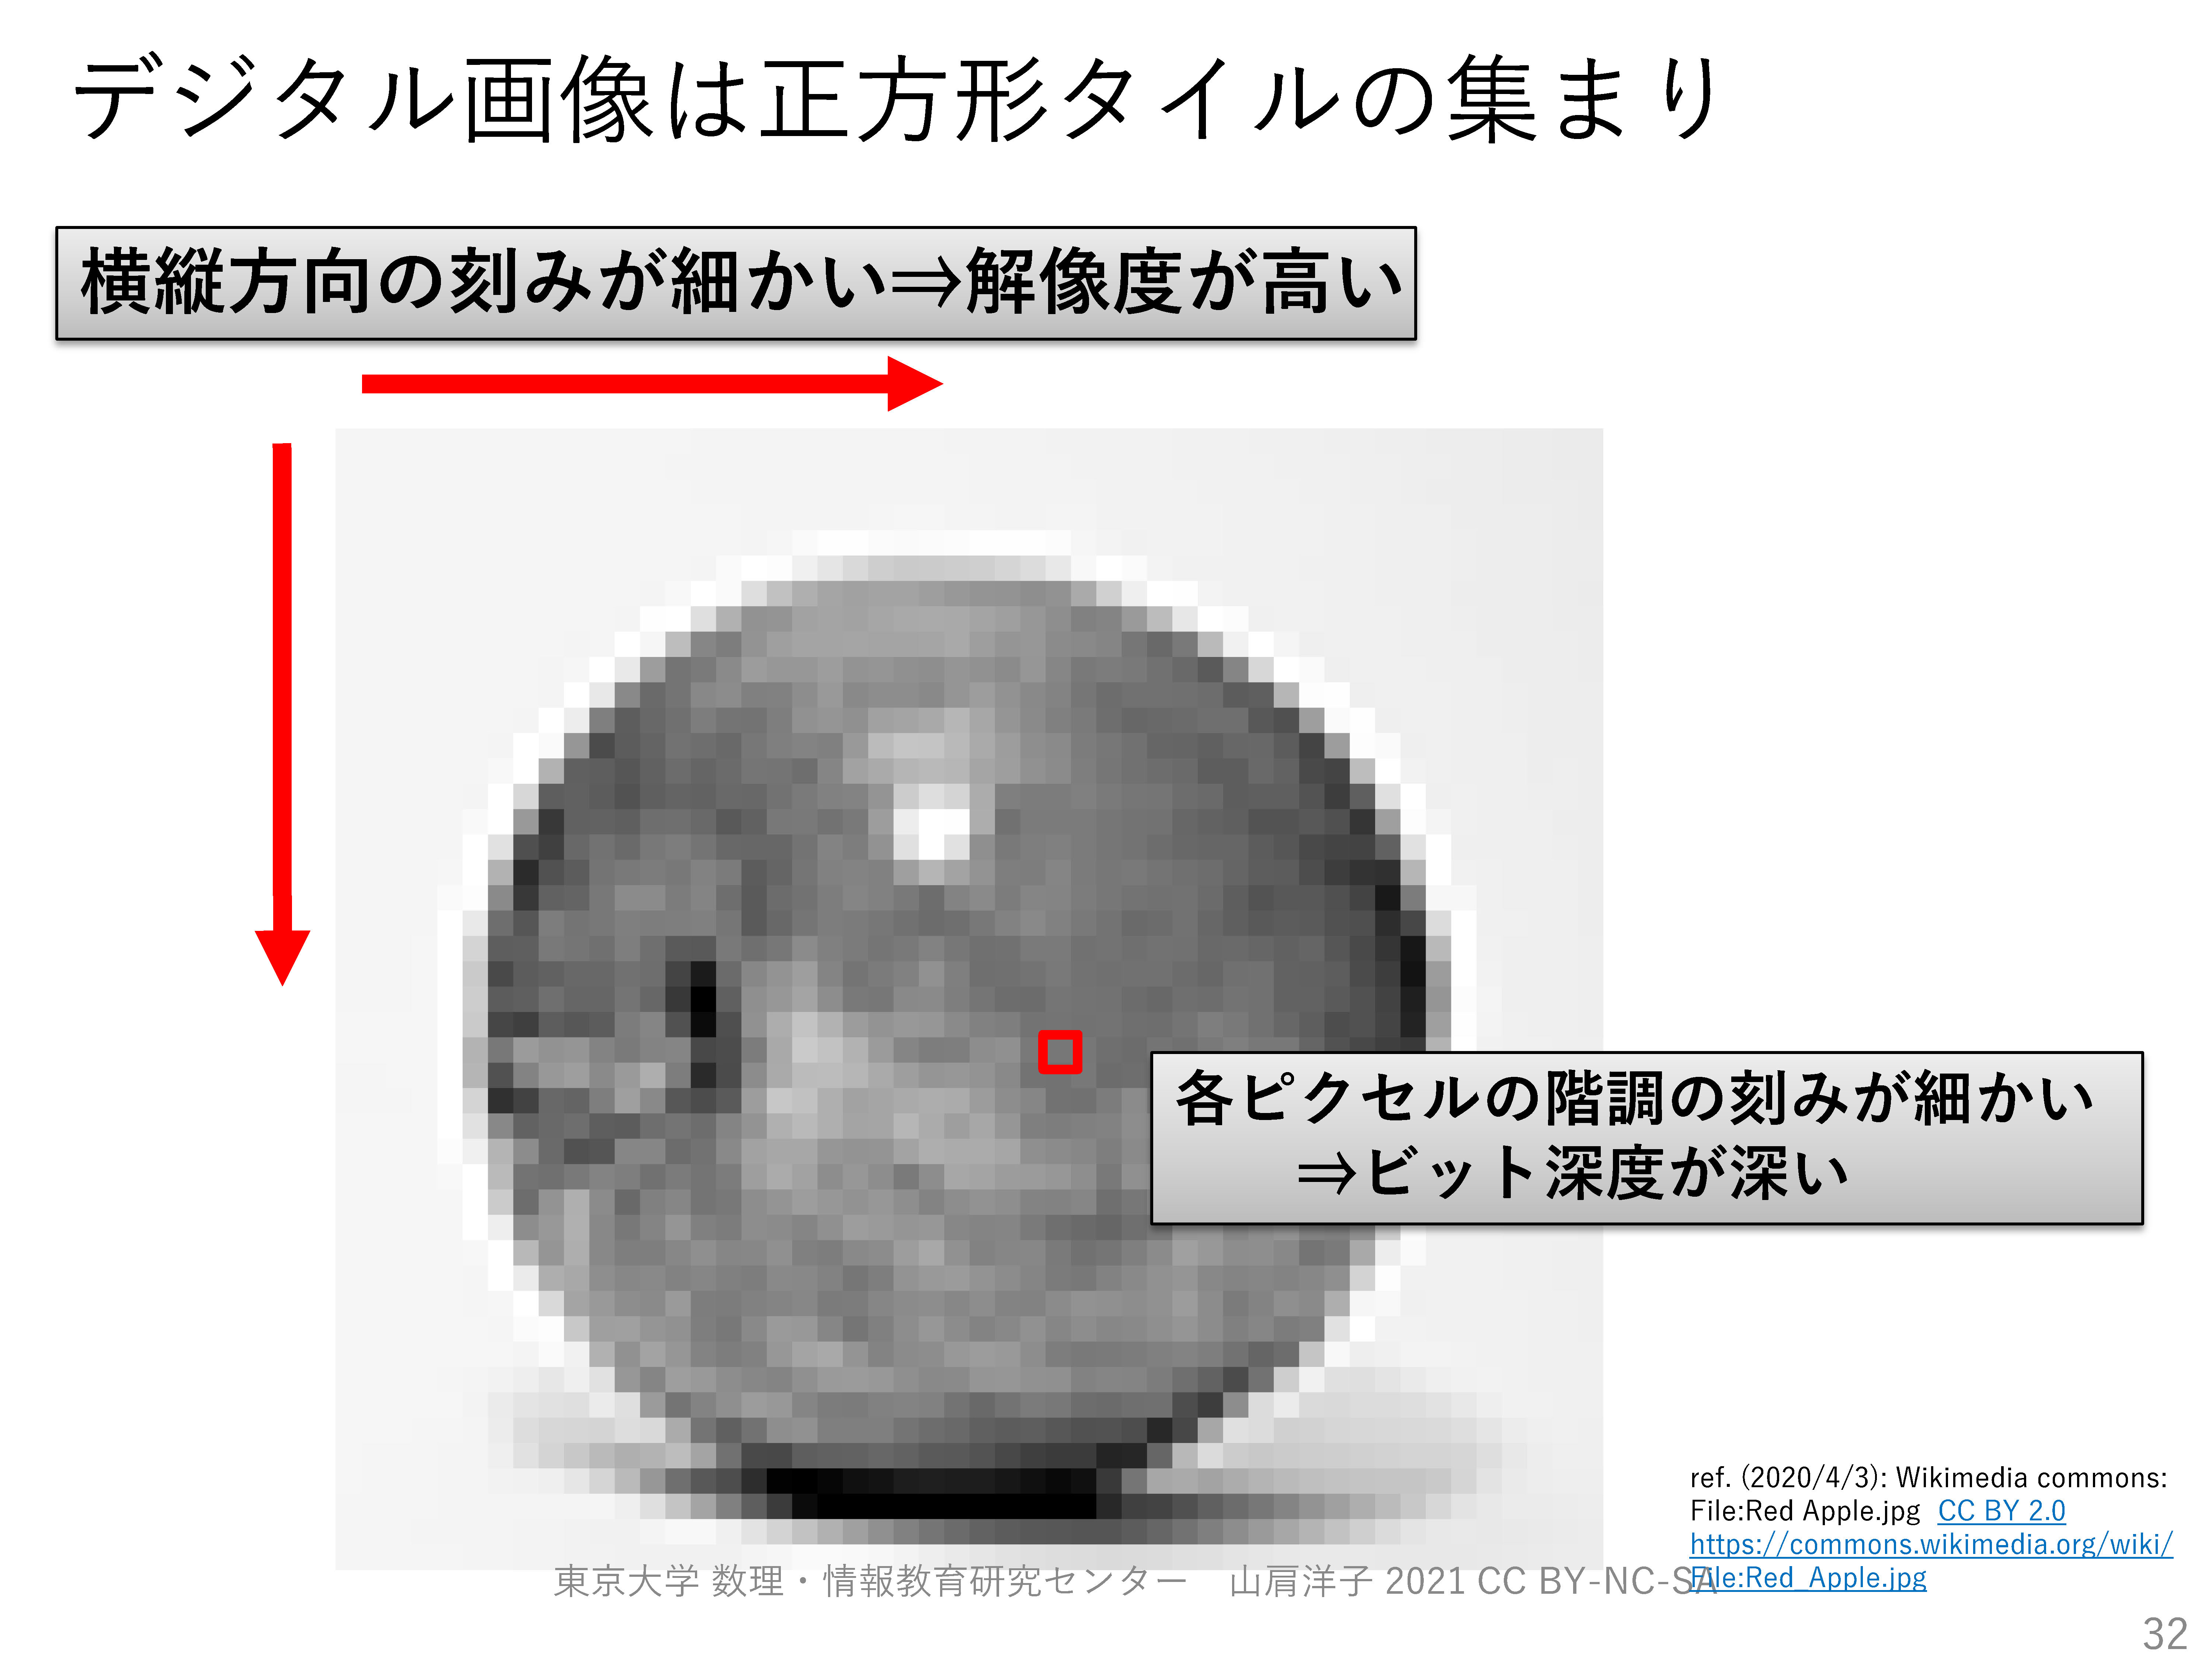 デジタル画像は正方形タイルの集まり
横縦方向の刻みが細かい⇒解像度が高い
各ピクセルの階調の刻みが細かい
⇒ビット深度が深い
ref. (2020/4/3): Wikimedia commons:
File:Red Apple.jpg CC BY 2.0
https://commons.wikimedia.org/wiki/
File:Red_Apple.jpg
東京大学 数理・情報教育研究センター 山肩洋子 2021 CC BY-NC-SA
32